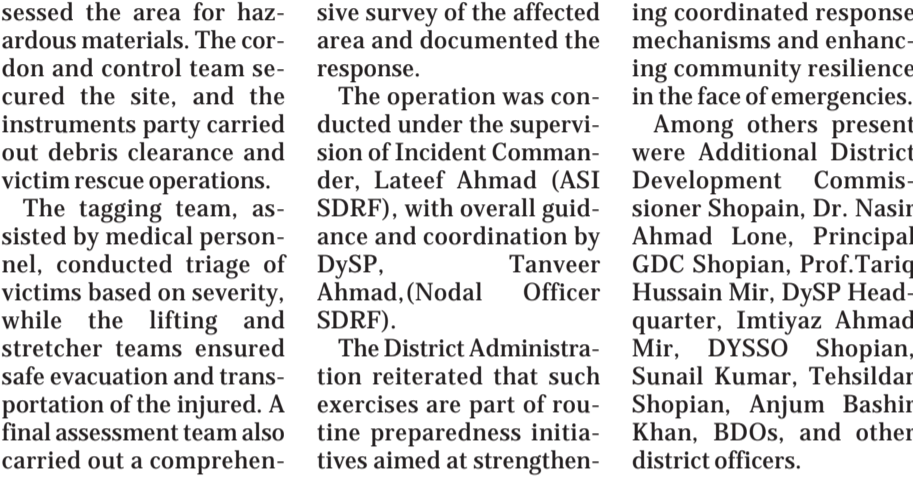 sessed the area for haz-
ardous materials. The cor-
don and control team se-
cured the site, and the
instruments party carried
out debris clearance and
victim rescue operations.
The tagging team, as-
sisted by medical person-
nel, conducted triage of
victims based on severity,
while the lifting and
stretcher teams ensured
safe evacuation and trans-
portation of the injured. A
final assessment team also
carried out a comprehen-
sive survey of the affected
area and documented the
response.
The operation was con-
ducted under the supervi-
sion of Incident Comman-
der, Lateef Ahmad (ASI
SDRF), with overall guid-
ance and coordination by
DySP, Tanveer
Ahmad,(Nodal Officer
SDRF).
The District Administra-
tion reiterated that such
exercises are part of rou-
tine preparedness initia-
tives aimed at strengthen-
ing coordinated response
mechanisms and enhanc-
ing community resilience
in the face of emergencies.
Among others present
were Additional District
Development Commis-
sioner Shopain, Dr. Nasir
Ahmad Lone, Principal
GDC Shopian, Prof.Tariq
Hussain Mir, DySP Head-
quarter, Imtiyaz Ahmad
Mir, DYSSO Shopian,
Sunail Kumar, Tehsildar
Shopian, Anjum Bashir
Khan, BDOs, and other
district officers.